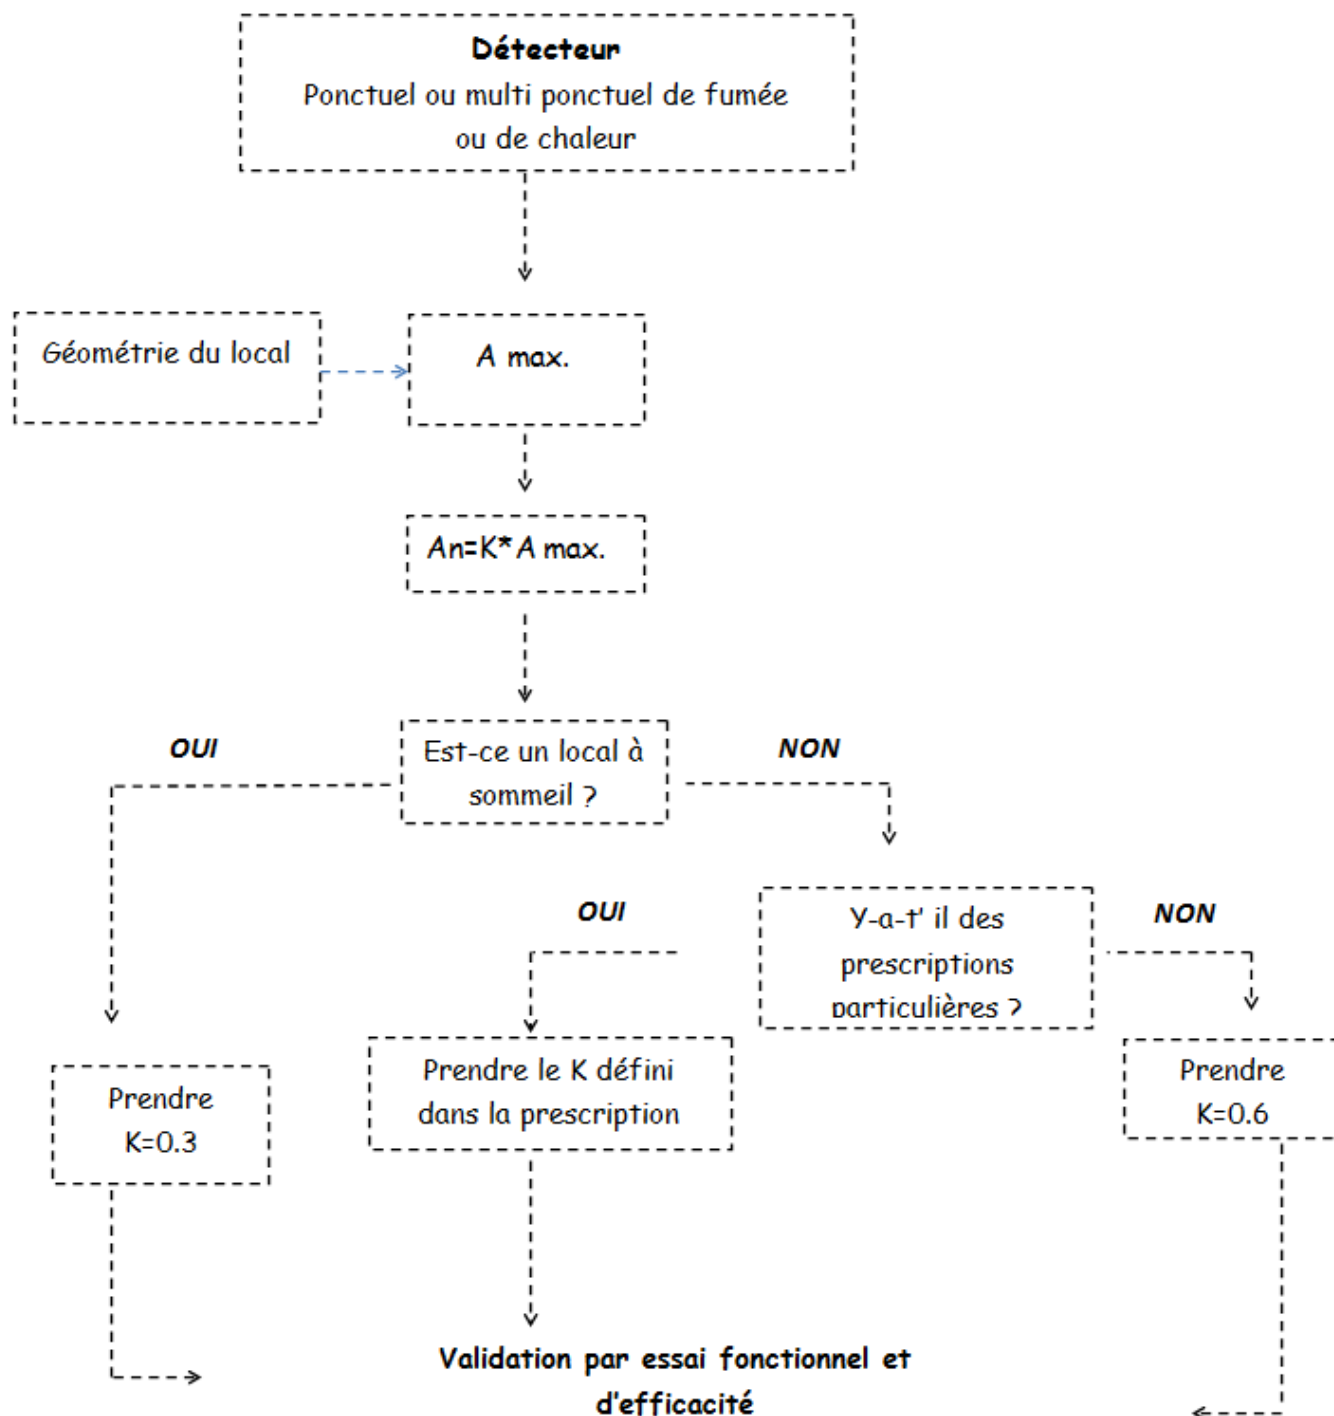 Détecteur
Ponctuel ou multi ponctuel de fumée
ou de chaleur
Géométrie du local
A max.
An=K*A max.
OUI
Est-ce un local à
sommeil ?
NON
OUI
Y-a-t' il des
prescriptions
particulières ?
NON
Prendre
K=0.3
Prendre le K défini
dans la prescription
Prendre
K=0.6
Validation par essai fonctionnel et
d'efficacité